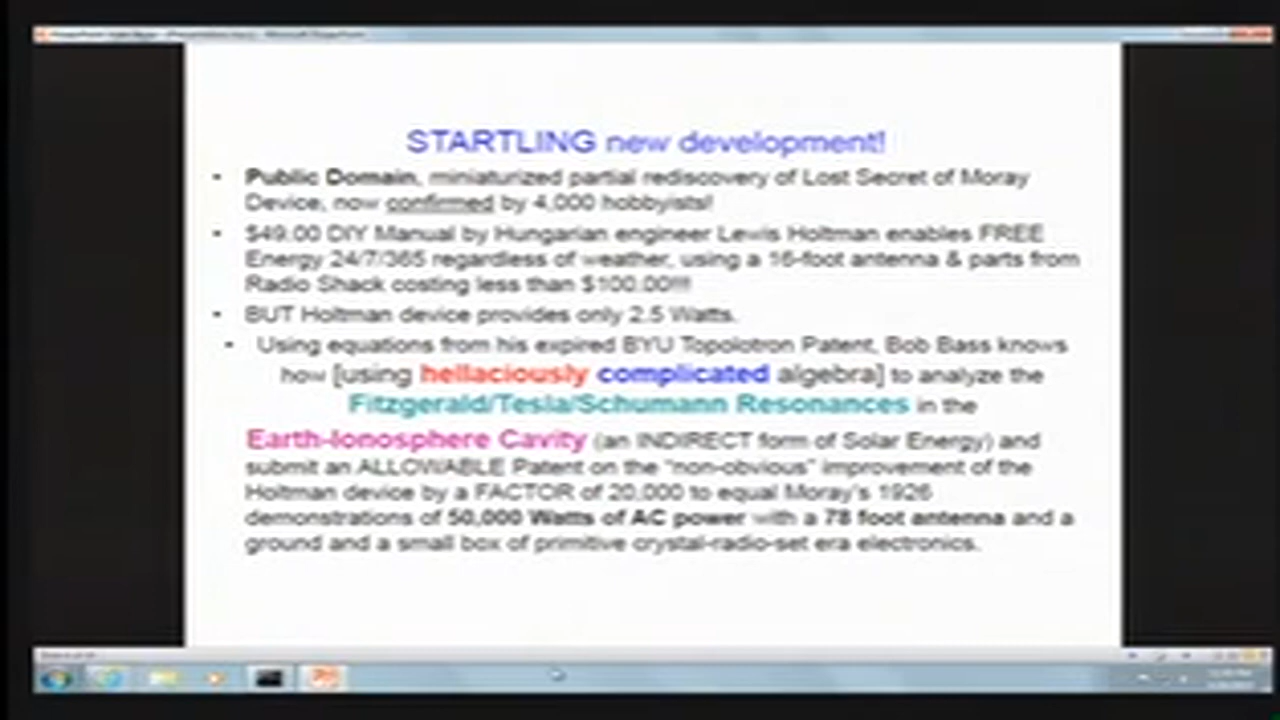 STARTLING new development!
• Public Domain, miniaturized partial rediscovery of Lost Secret of Moray
Device, now confirmed by 4,000 hobbyists!
• $49.00 DIY Manual by Hungarian engineer Lewis Holtman enables FREE
Energy 24/7/365 regardless of weather, using a 16-foot antenna & parts from
Radio Shack costing less than $100.00!!!
• BUT Holtman device provides only 2.5 Watts.
• Using equations from his expired BYU Topolotron Patent, Bob Bass knows
how [using hellaciously complicated algebra] to analyze the
Fitzgerald/Tesla/Schumann Resonances in the
Earth-Ionosphere Cavity (an INDIRECT form of Solar Energy) and
submit an ALLOWABLE Patent on the "non-obvious" improvement of the
Holtman device by a FACTOR of 20,000 to equal Moray's 1926
demonstrations of 50,000 Watts of AC power with a 78 foot antenna and a
ground and a small box of primitive crystal-radio-set era electronics.